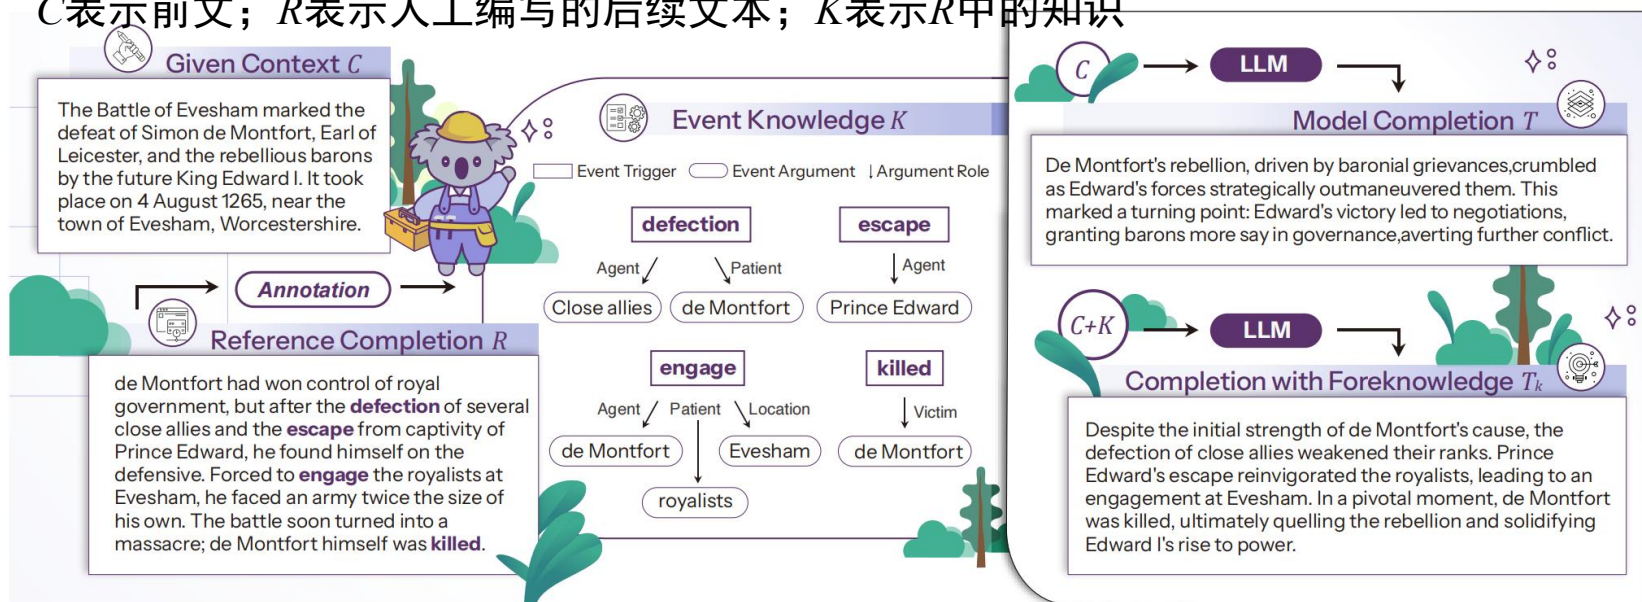 C表示前文；R表示人工编写的后续文本；K表示R中的知识
Given Context C
The Battle of Evesham marked the
defeat of Simon de Montfort, Earl of
Leicester, and the rebellious barons
by the future King Edward I. It took
place on 4 August 1265, near the
town of Evesham, Worcestershire.
Annotation
Reference Completion R
de Montfort had won control of royal
government, but after the defection of several
close allies and the escape from captivity of
Prince Edward, he found himself on the
defensive. Forced to engage the royalists at
Evesham, he faced an army twice the size of
his own. The battle soon turned into a
massacre; de Montfort himself was killed.
Event Knowledge K
Event Trigger Event Argument ↓ Argument Role
defection
Agent Patient
Close allies de Montfort
escape
Agent
Prince Edward
engage
Agent Patient Location
de Montfort Evesham
royalists
killed
Victim
de Montfort
C
LLM
Model Completion T
De Montfort's rebellion, driven by baronial grievances,crumbled
as Edward's forces strategically outmaneuvered them. This
marked a turning point: Edward's victory led to negotiations,
granting barons more say in governance,averting further conflict.
C+K
LLM
Completion with Foreknowledge Tk
Despite the initial strength of de Montfort's cause, the
defection of close allies weakened their ranks. Prince
Edward's escape reinvigorated the royalists, leading to an
engagement at Evesham. In a pivotal moment, de Montfort
was killed, ultimately quelling the rebellion and solidifying
Edward I's rise to power.